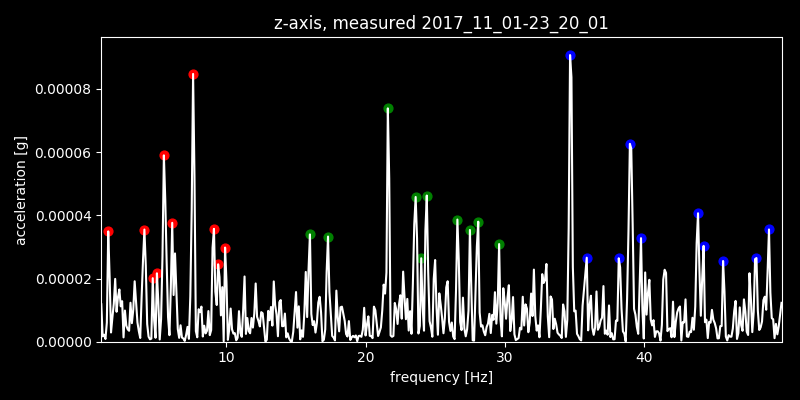 z-axis, measured 2017_11_01-23_20_01
0.00008
0.00006
0.00004
0.00002
0.00000
acceleration [g]
10 20 30 40
frequency [Hz]